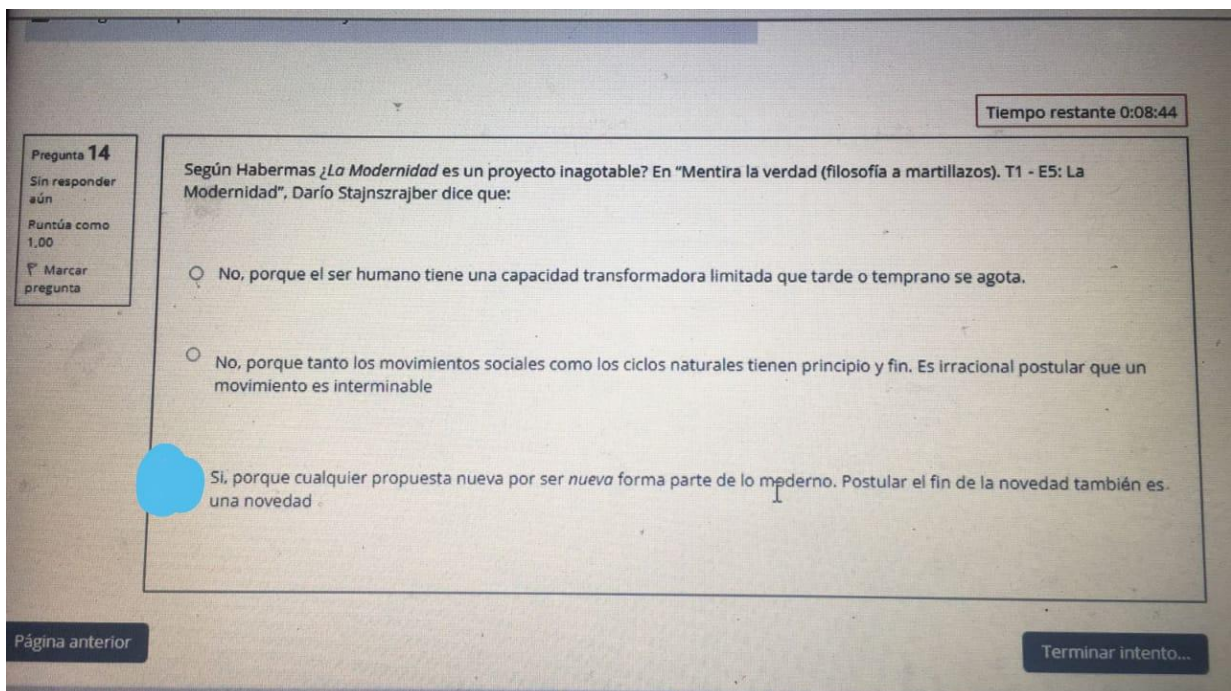 Tiempo restante 0:08:44
Pregunta 14
Sin responder
aún
Puntúa como
1,00
Marcar
pregunta
Según Habermas ¿La Modernidad es un proyecto inagotable? En “Mentira la verdad (filosofía a martillazos). T1 - E5: La
Modernidad”, Darío Stajnszrajber dice que:
No, porque el ser humano tiene una capacidad transformadora limitada que tarde o temprano se agota.
No, porque tanto los movimientos sociales como los ciclos naturales tienen principio y fin. Es irracional postular que un
movimiento es interminable
Si, porque cualquier propuesta nueva por ser nueva forma parte de lo moderno. Postular el fin de la novedad también es
una novedad
Página anterior
Terminar intento...